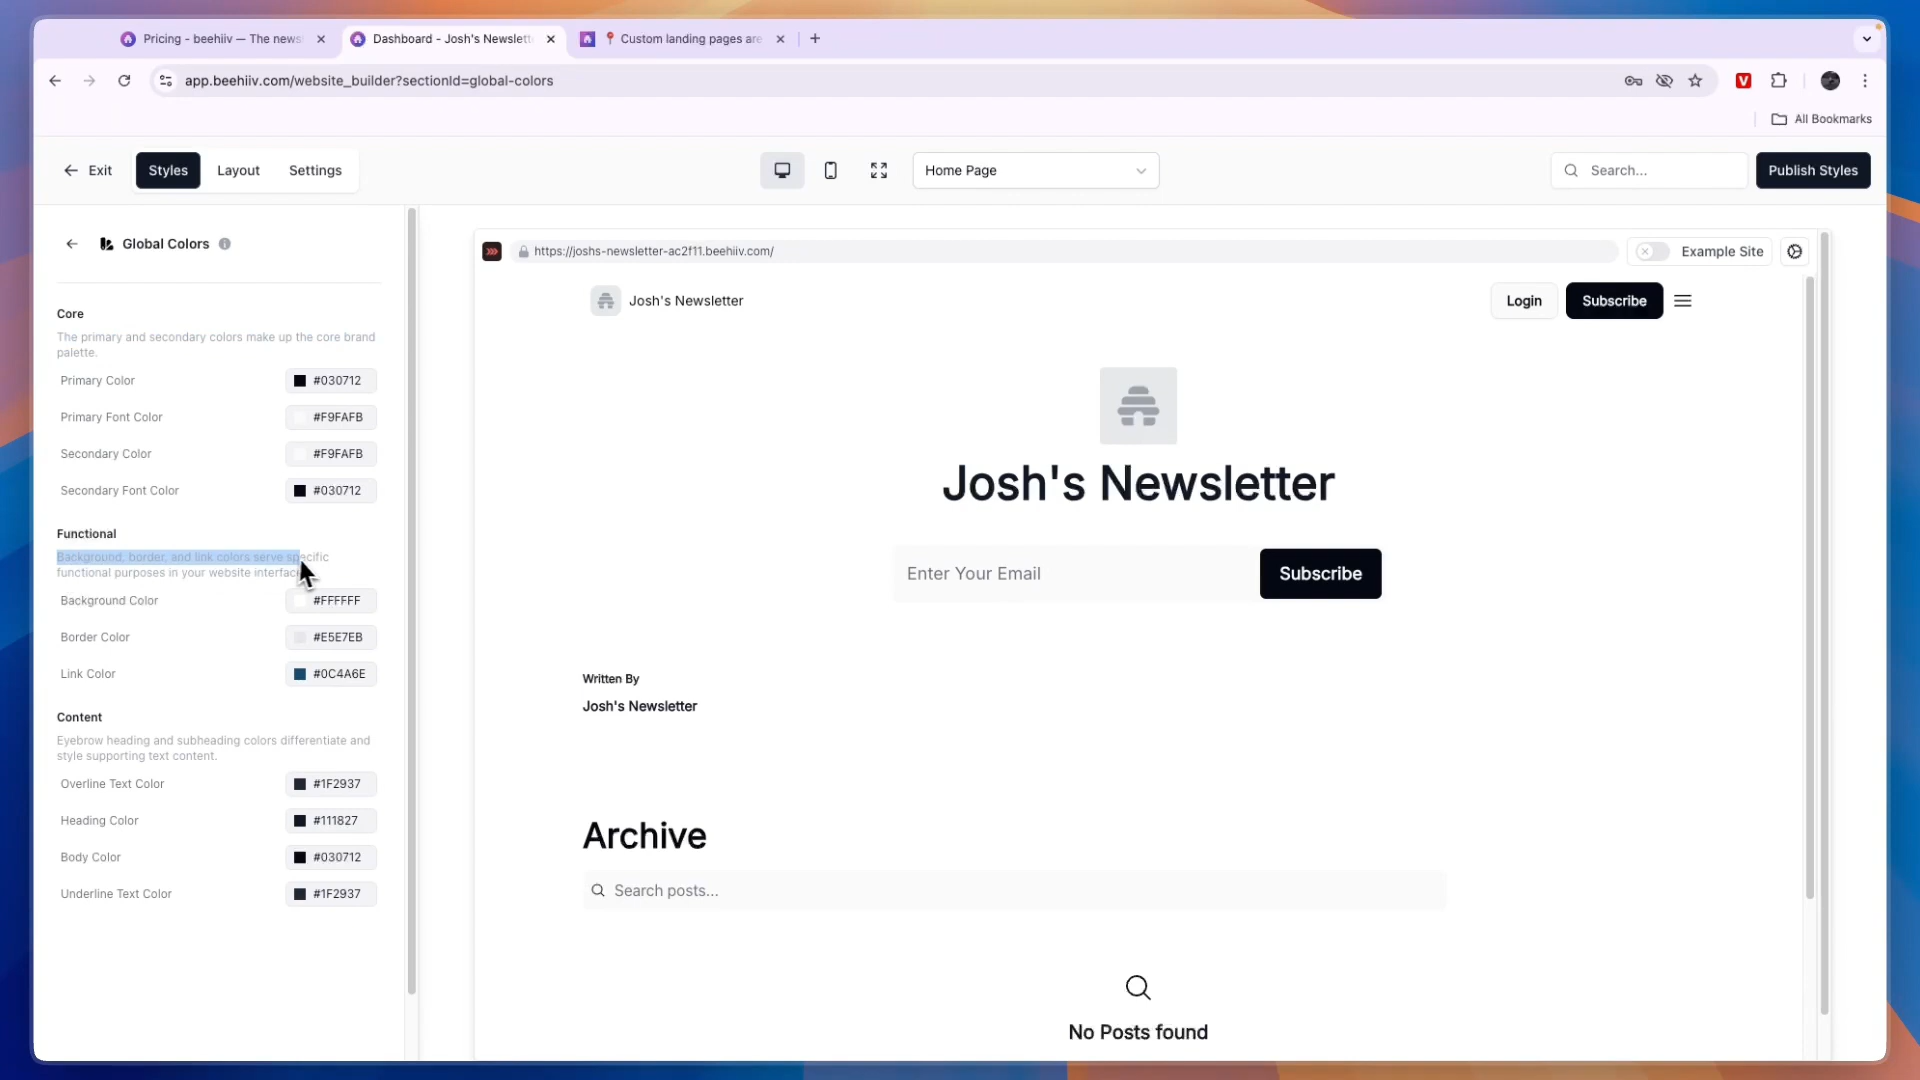 Pricing - beehiiv — The news
Dashboard - Josh's Newslett
Custom landing pages are
app.beehiiv.com/website_builder?sectionId=global-colors
All Bookmarks
Exit
Styles
Layout
Settings
Home Page
Search...
Publish Styles
Global Colors
https://joshs-newsletter-ac2f11.beehiiv.com/
Example Site
Josh's Newsletter
Login
Subscribe
Core
The primary and secondary colors make up the core brand
palette.
Primary Color
#030712
Primary Font Color
#F9FAFB
Secondary Color
#F9FAFB
Secondary Font Color
#030712
Functional
Background, border, and link colors serve specific
functional purposes in your website interfac
Background Color
#FFFFFF
Border Color
#E5E7EB
Link Color
#0C4A6E
Content
Eyebrow heading and subheading colors differentiate and
style supporting text content.
Overline Text Color
#1F2937
Heading Color
#111827
Body Color
#030712
Underline Text Color
#1F2937
Josh's Newsletter
Enter Your Email
Subscribe
Written By
Josh's Newsletter
Archive
Search posts...
No Posts found